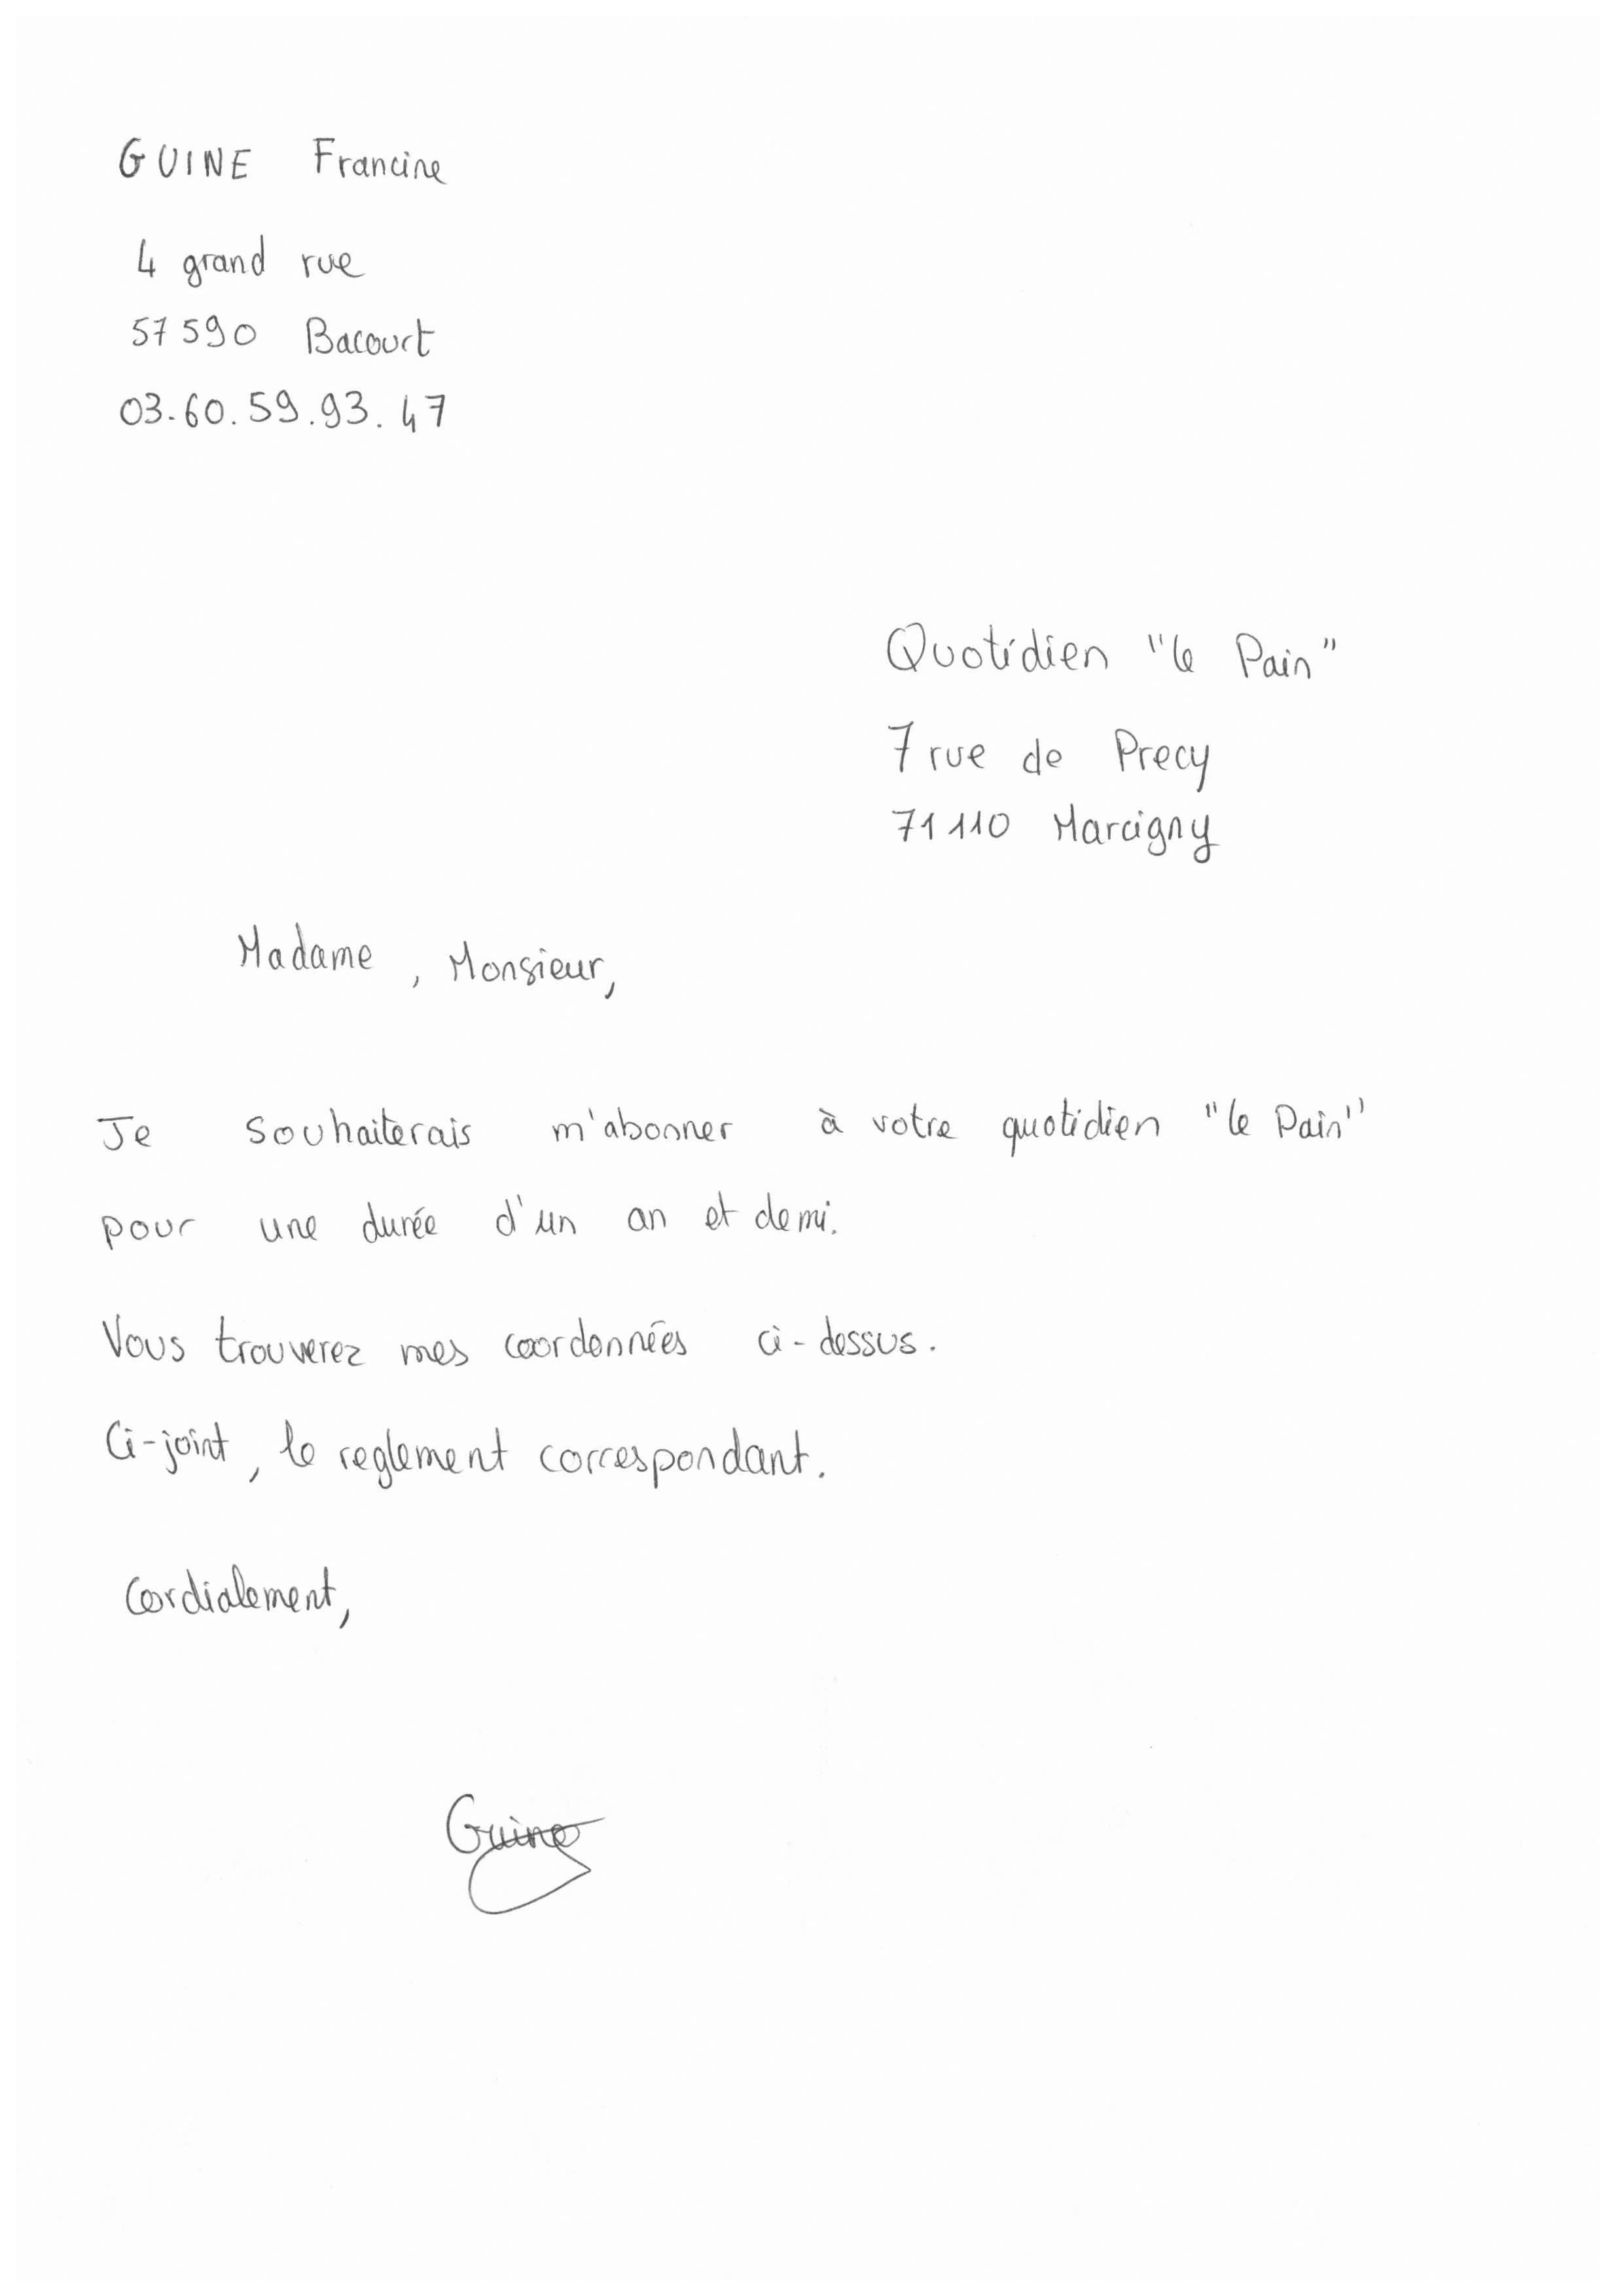 GUINE Francine
4 grand rue
57590 Bacourt
03.60.59.93.47
Quotidien "le Pain"
7 rue de Precy
71110 Marcigny
Madame, Monsieur,
Je souhaiterais m'abonner à votre quotidien "le Pain"
pour une durée d'un an et demi.
Vous trouverez mes coordonnées ci-dessus.
Ci-joint, le reglement correspondant.
Cordialement,
Guine